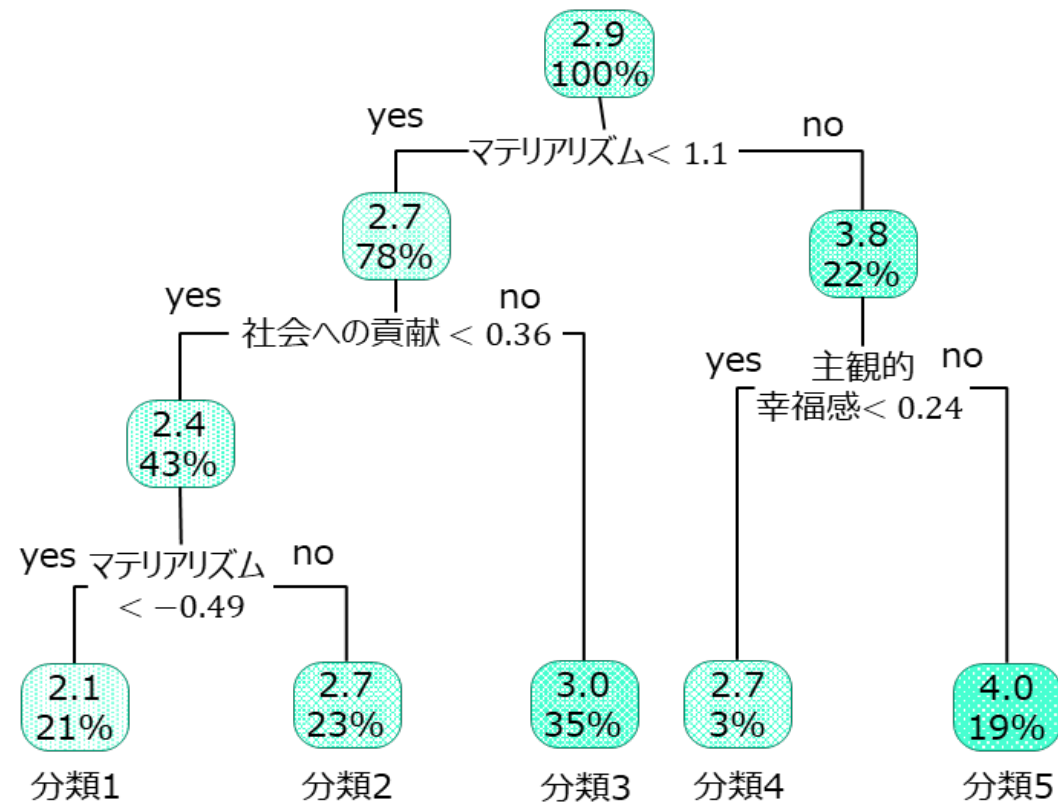 2.9
100%
yes
no
マテリアリズム< 1.1
2.7
78%
3.8
22%
yes
no
社会への貢献 < 0.36
yes
no
主観的
幸福感< 0.24
2.4
43%
yes
no
マテリアリズム
< −0.49
2.1
21%
2.7
23%
3.0
35%
2.7
3%
4.0
19%
分類1
分類2
分類3
分類4
分類5